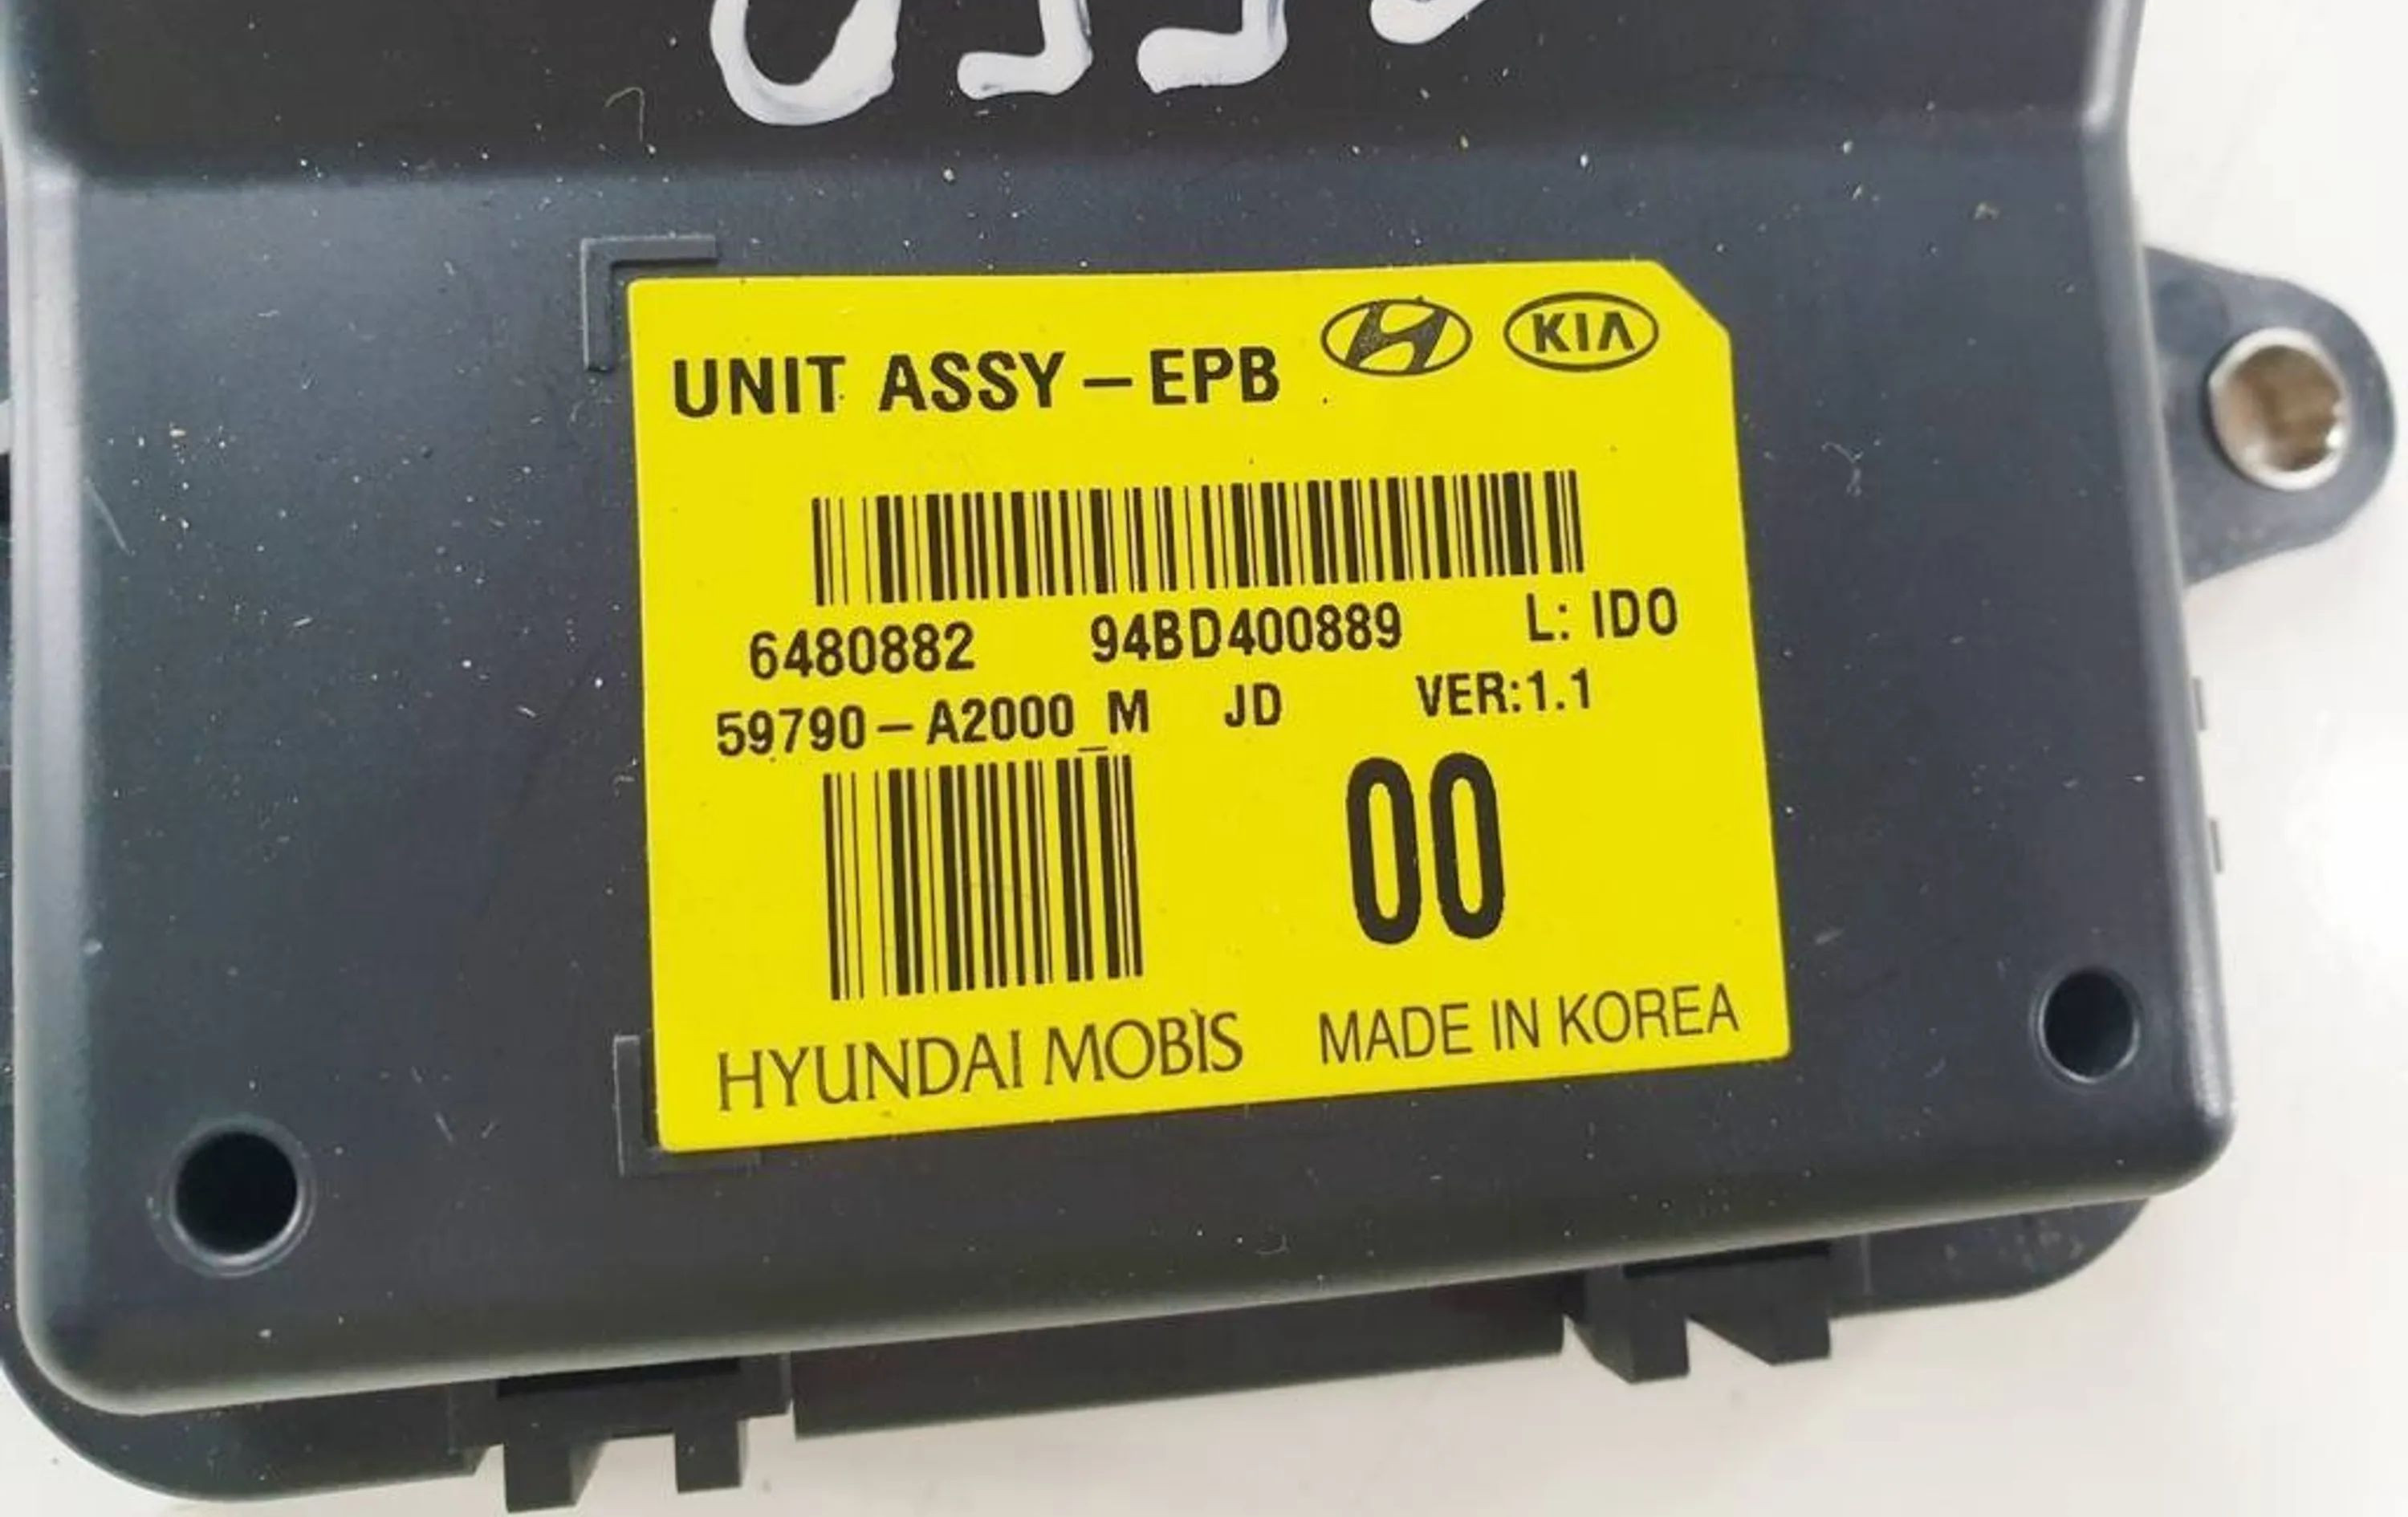 UNIT ASSY-EPB KIA
6480882 94BD400889 L: IDO
59790-A2000_M JD VER:1.1
00
HYUNDAI MOBIS MADE IN KOREA